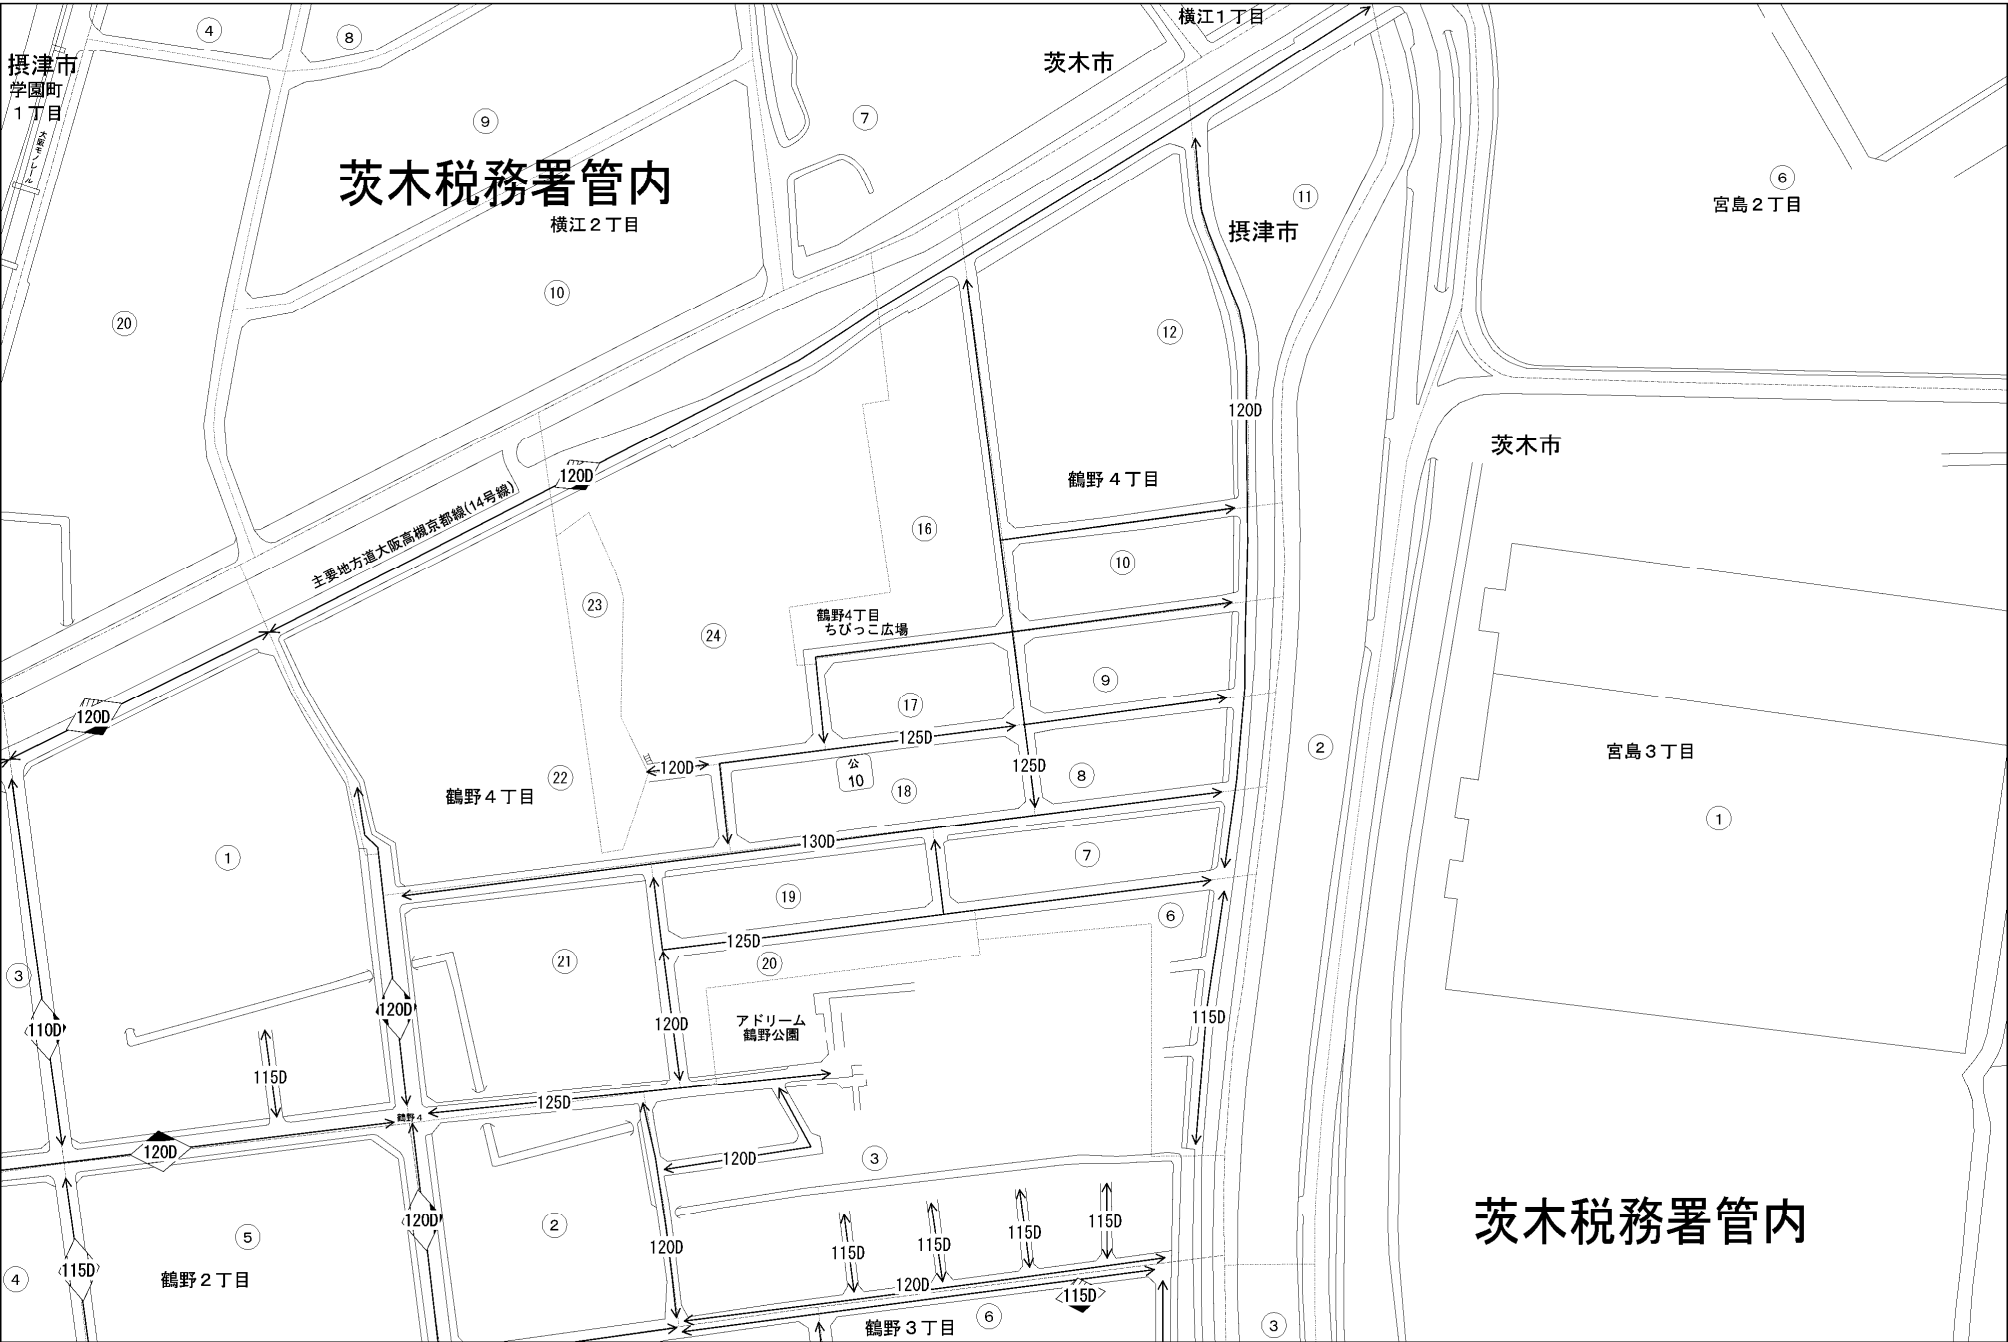 横江１丁目
4
8
摂津市
学園町
１丁目
大阪モノレール
茨木市
9
7
茨木税務署管内
横江２丁目
6
宮島２丁目
11
摂津市
10
20
12
120D
茨木市
120D
鶴野４丁目
主要地方道大阪高槻京都線(14号線)
16
10
23
24
鶴野4丁目
ちびっこ広場
9
17
120D
125D
宮島３丁目
2
120D
125D
公
10
22
8
鶴野４丁目
18
1
130D
1
7
19
6
125D
21
20
3
120D
115D
アドリーム
鶴野公園
120D
110D
115D
125D
鶴野４
120D
120D
3
茨木税務署管内
120D
2
115D
115D
115D
115D
5
120D
115D
4
鶴野２丁目
120D
115D
6
鶴野３丁目
3